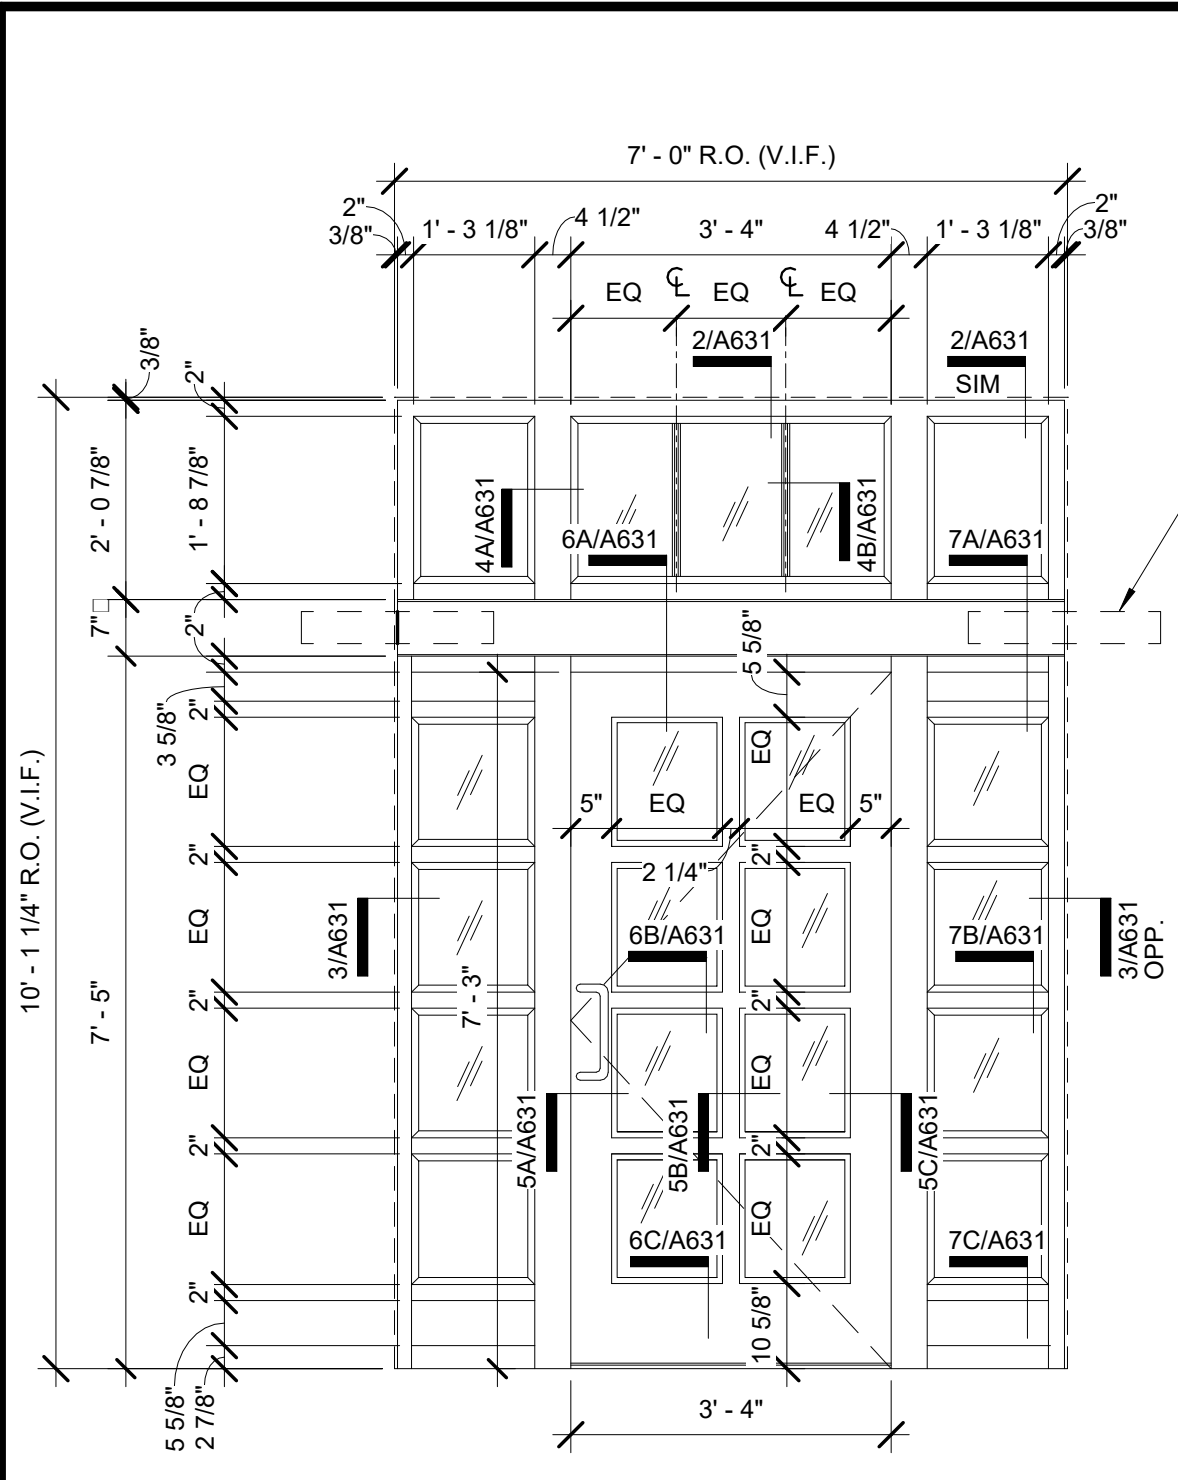 7' - 0" R.O. (V.I.F.)
2"
3/8"
1' - 3 1/8"
4 1/2"
3' - 4"
4 1/2"
1' - 3 1/8"
2"
3/8"
EQ
CL
EQ
CL
EQ
2/A631
2/A631
SIM
3/8"
2"
2' - 0 7/8"
1' - 8 7/8"
4A/A631
6A/A631
4B/A631
7A/A631
7"
2"
5 5/8"
3 5/8"
2"
EQ
EQ
5"
EQ
EQ
5"
2"
2"
2 1/4"
10' - 1 1/4" R.O. (V.I.F.)
7' - 5"
EQ
3/A631
7' - 3"
6B/A631
EQ
7B/A631
3/A631
OPP.
2"
2"
EQ
EQ
5A/A631
5B/A631
5C/A631
2"
2"
EQ
EQ
6C/A631
7C/A631
2"
10 5/8"
5 5/8"
2 7/8"
3' - 4"